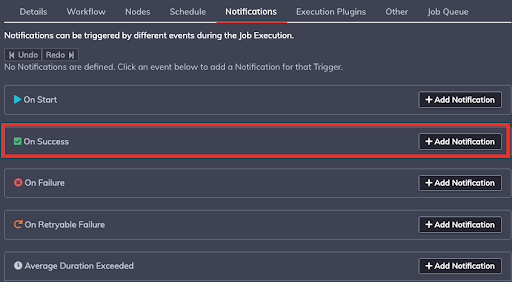 Details Workflow Nodes Schedule Notifications Execution Plugins Other Job Queue
Notifications can be triggered by different events during the Job Execution.
Undo Redo
No Notifications are defined. Click an event below to add a Notification for that Trigger.
On Start + Add Notification
On Success + Add Notification
On Failure + Add Notification
On Retryable Failure + Add Notification
Average Duration Exceeded + Add Notification